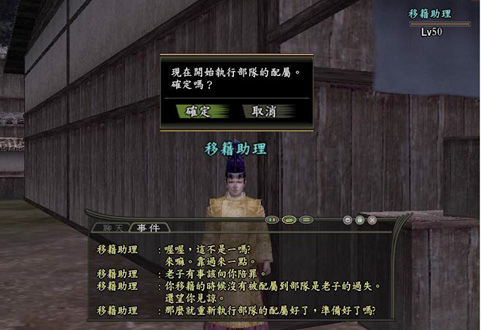 移籍助理
Lv50
現在開始執行部隊的配屬。
確定嗎？
確定 取消
移籍助理
聊天 事件
移籍助理 ：喔喔，這不是一嗎？
來嘛。靠過來一點。
移籍助理 ：老子有事該向你陪罪。
移籍助理 ：你移籍的時候沒有被配屬到部隊是老子的過失。
還望你見諒。
移籍助理 ：那麼就重新執行部隊的配屬好了，準備好了嗎？